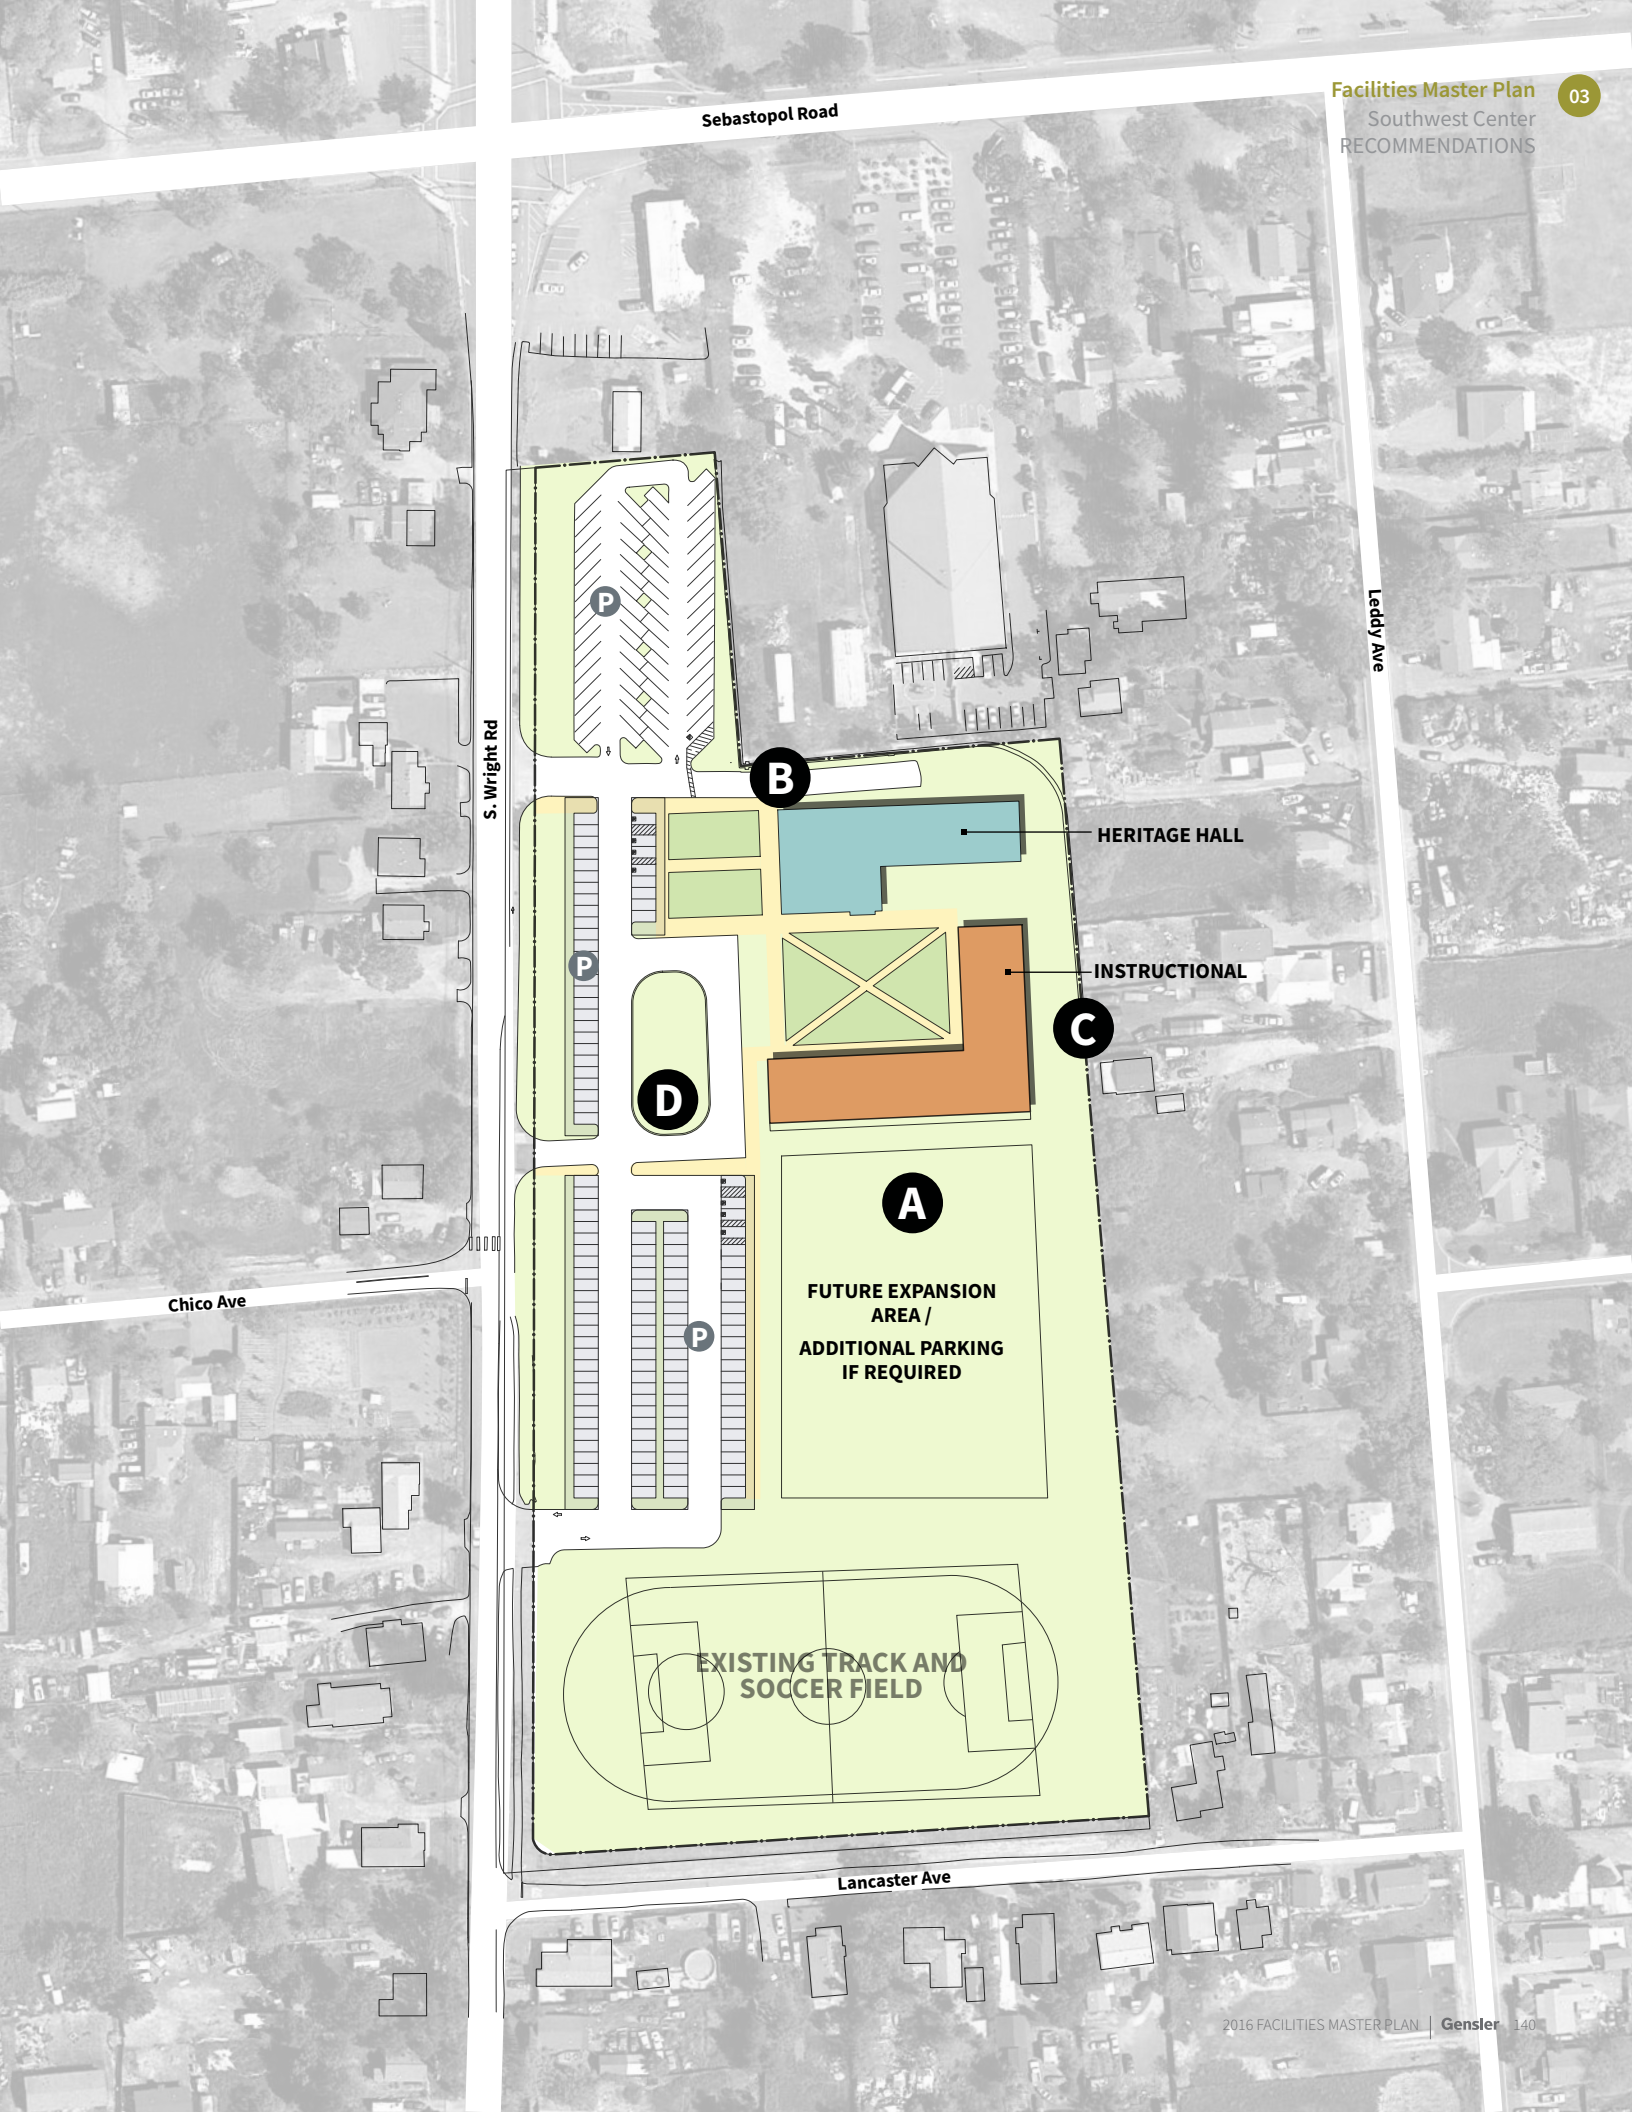 Sebastopol Road
Facilities Master Plan
03
Southwest Center
RECOMMENDATIONS
P
Leddy Ave
S. Wright Rd
B
HERITAGE HALL
P
INSTRUCTIONAL
C
D
A
FUTURE EXPANSION
AREA /
ADDITIONAL PARKING
IF REQUIRED
Chico Ave
P
EXISTING TRACK AND
SOCCER FIELD
Lancaster Ave
2016 FACILITIES MASTER PLAN | Gensler 140